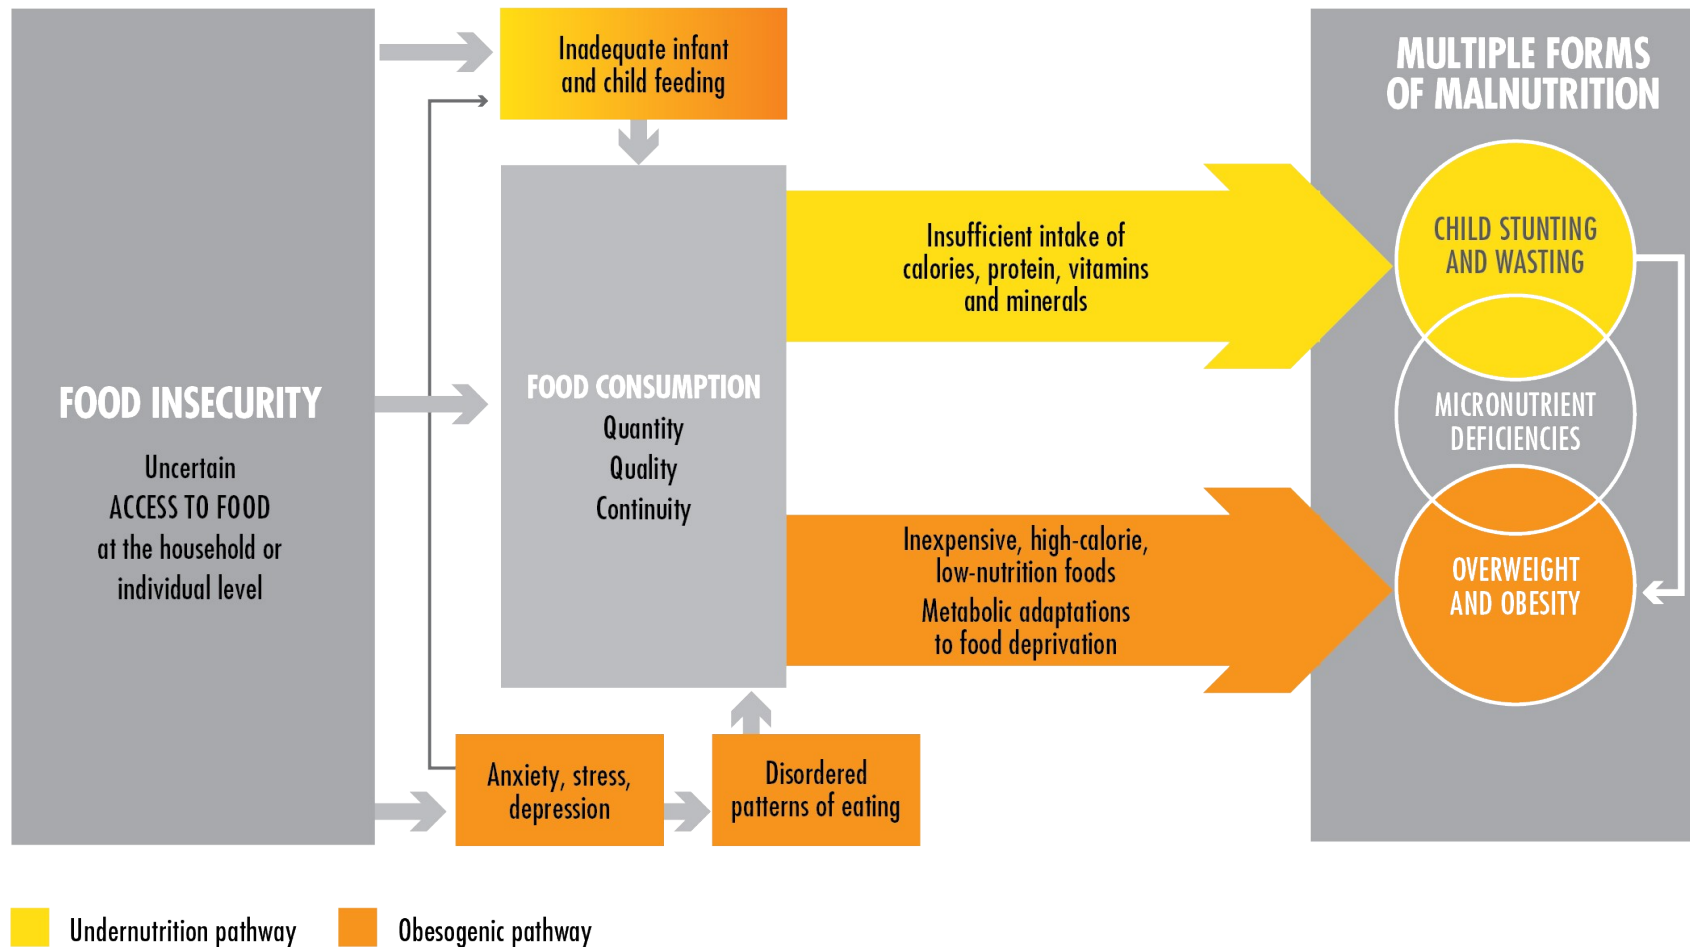 FOOD INSECURITY
Uncertain
ACCESS TO FOOD
at the household or
individual level
Inadequate infant
and child feeding
FOOD CONSUMPTION
Quantity
Quality
Continuity
Anxiety, stress,
depression
Disordered
patterns of eating
Insufficient intake of
calories, protein, vitamins
and minerals
Inexpensive, high-calorie,
low-nutrition foods
Metabolic adaptations
to food deprivation
MULTIPLE FORMS
OF MALNUTRITION
CHILD STUNTING
AND WASTING
MICRONUTRIENT
DEFICIENCIES
OVERWEIGHT
AND OBESITY
Undernutrition pathway
Obesogenic pathway